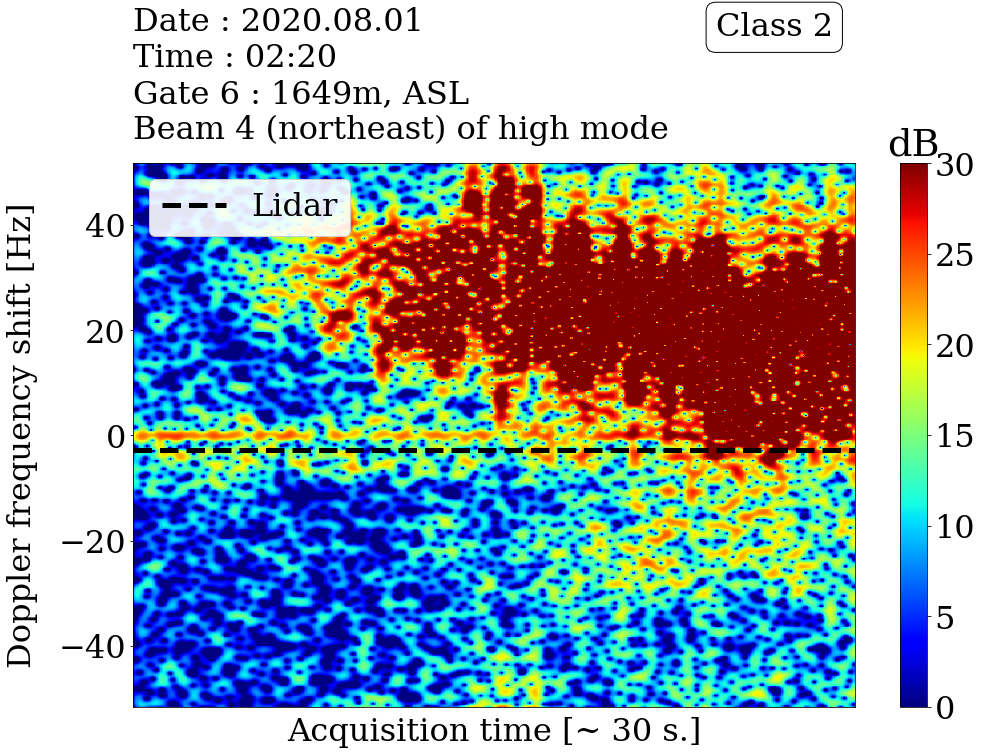 Date : 2020.08.01
Time : 02:20
Gate 6 : 1649m, ASL
Beam 4 (northeast) of high mode
Class 2
dB
Lidar
Doppler frequency shift [Hz]
40
20
0
−20
−40
Acquisition time [~ 30 s.]
30
25
20
15
10
5
0